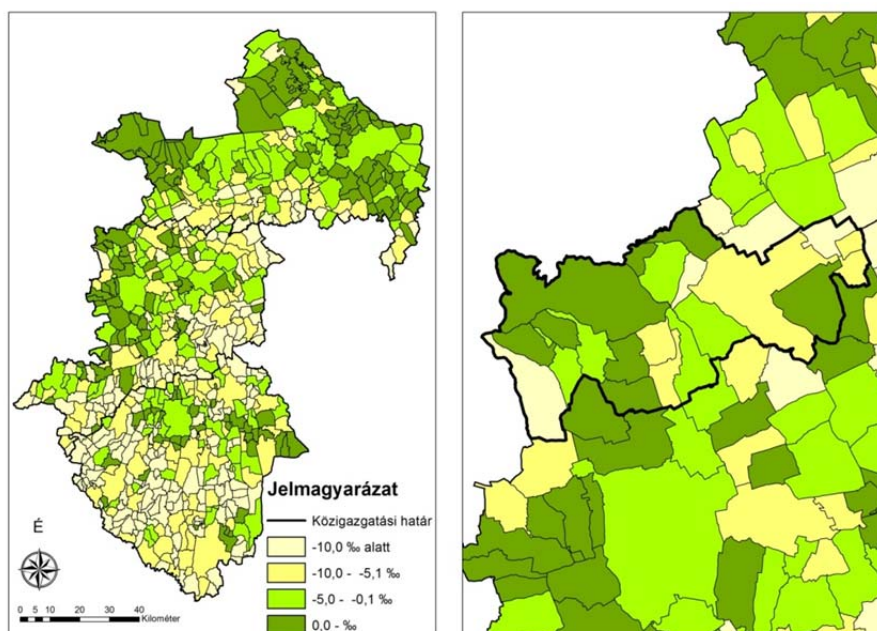 Jelmagyarázat
Közigazgatási határ
-10,0 ‰ alatt
-10,0 - -5,1 ‰
-5,0 - -0,1 ‰
0,0 - ‰
É
0 5 10 20 30 40
Kilométer